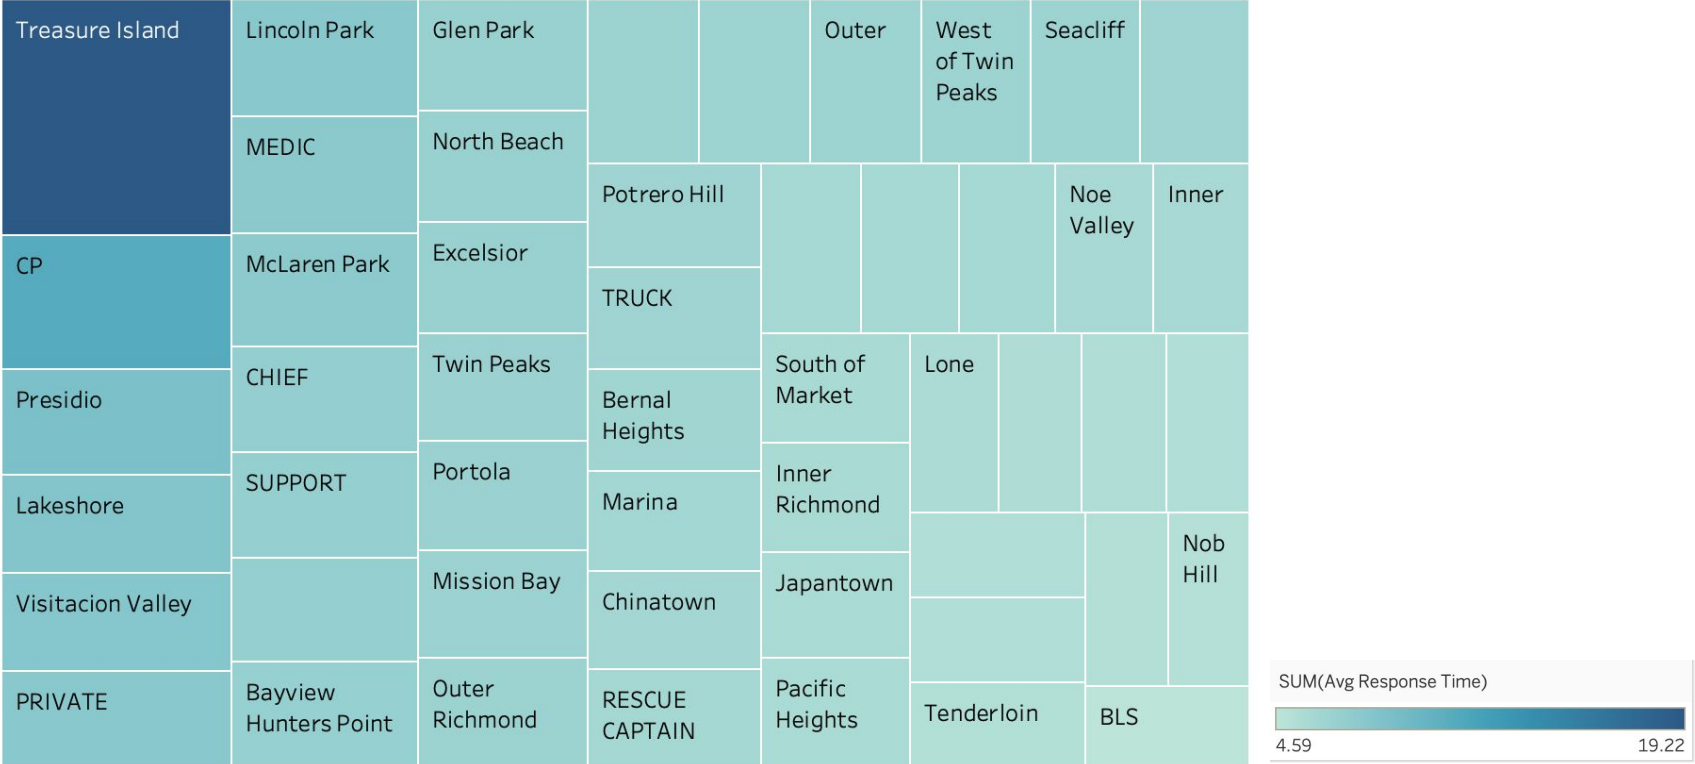 Treasure Island
CP
Presidio
Lakeshore
Visitacion Valley
PRIVATE
Lincoln Park
MEDIC
McLaren Park
CHIEF
SUPPORT
Bayview
Hunters Point
Glen Park
North Beach
Excelsior
Twin Peaks
Portola
Mission Bay
Outer
Richmond
Outer
West
of Twin
Peaks
Seacliff
Potrero Hill
TRUCK
Bernal
Heights
Marina
Chinatown
RESCUE
CAPTAIN
Noe
Valley
Inner
South of
Market
Inner
Richmond
Japantown
Pacific
Heights
Lone
Nob
Hill
Tenderloin
BLS
SUM(Avg Response Time)
4.59
19.22